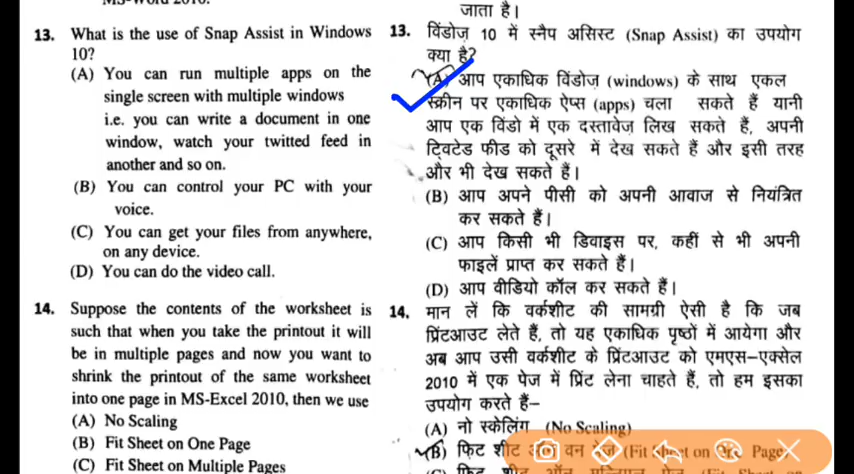 MS-Word 2010.
13. What is the use of Snap Assist in Windows
10?
(A) You can run multiple apps on the
single screen with multiple windows
i.e. you can write a document in one
window, watch your twitted feed in
another and so on.
(B) You can control your PC with your
voice.
(C) You can get your files from anywhere,
on any device.
(D) You can do the video call.
14. Suppose the contents of the worksheet is
such that when you take the printout it will
be in multiple pages and now you want to
shrink the printout of the same worksheet
into one page in MS-Excel 2010, then we use
(A) No Scaling
(B) Fit Sheet on One Page
(C) Fit Sheet on Multiple Pages
जाता है।
13. विंडोज़ 10 में स्नैप असिस्ट (Snap Assist) का उपयोग
क्या है?
(A) आप एकाधिक विंडोज़ (windows) के साथ एकल
स्क्रीन पर एकाधिक ऐप्स (apps) चला सकते हैं यानी
आप एक विंडो में एक दस्तावेज़ लिख सकते हैं, अपनी
ट्विटेड फीड को दूसरे में देख सकते हैं और इसी तरह
और भी देख सकते हैं।
(B) आप अपने पीसी को अपनी आवाज से नियंत्रित
कर सकते हैं।
(C) आप किसी भी डिवाइस पर, कहीं से भी अपनी
फाइलें प्राप्त कर सकते हैं।
(D) आप वीडियो कॉल कर सकते हैं।
14. मान लें कि वर्कशीट की सामग्री ऐसी है कि जब
प्रिंटआउट लेते हैं, तो यह एकाधिक पृष्ठों में आयेगा और
अब आप उसी वर्कशीट के प्रिंटआउट को एमएस-एक्सेल
2010 में एक पेज में प्रिंट लेना चाहते हैं, तो हम इसका
उपयोग करते हैं-
(A) नो स्केलिंग (No Scaling)
(B) फिट शीट ऑन वन पेज (Fit Sheet on One Page)